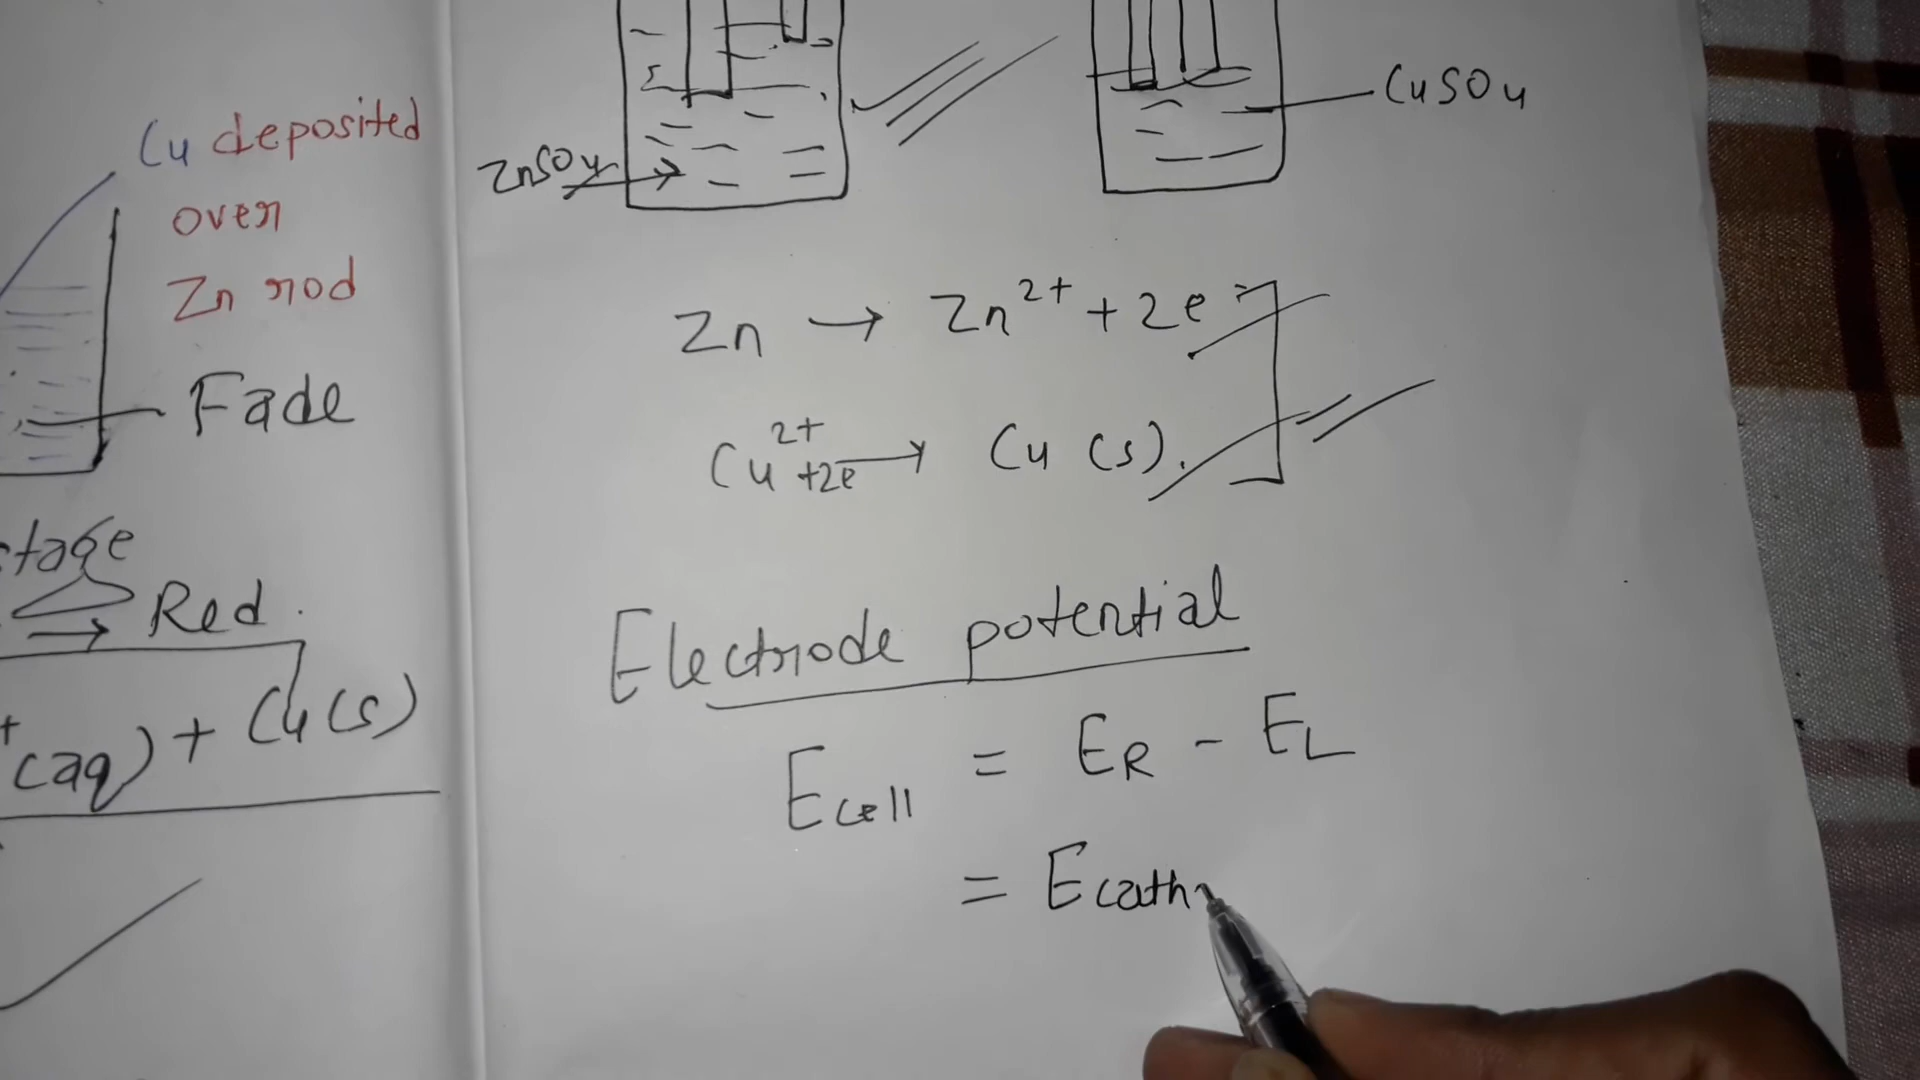 Cu deposited
over
Zn rod
Fade
Red.
(aq) + Cu (s)
ZnSO4
CuSO4
Zn → Zn²⁺ + 2e⁻
Cu²⁺ +2e → Cu (s).
Electrode potential
Ecell = ER - EL
= Ecath